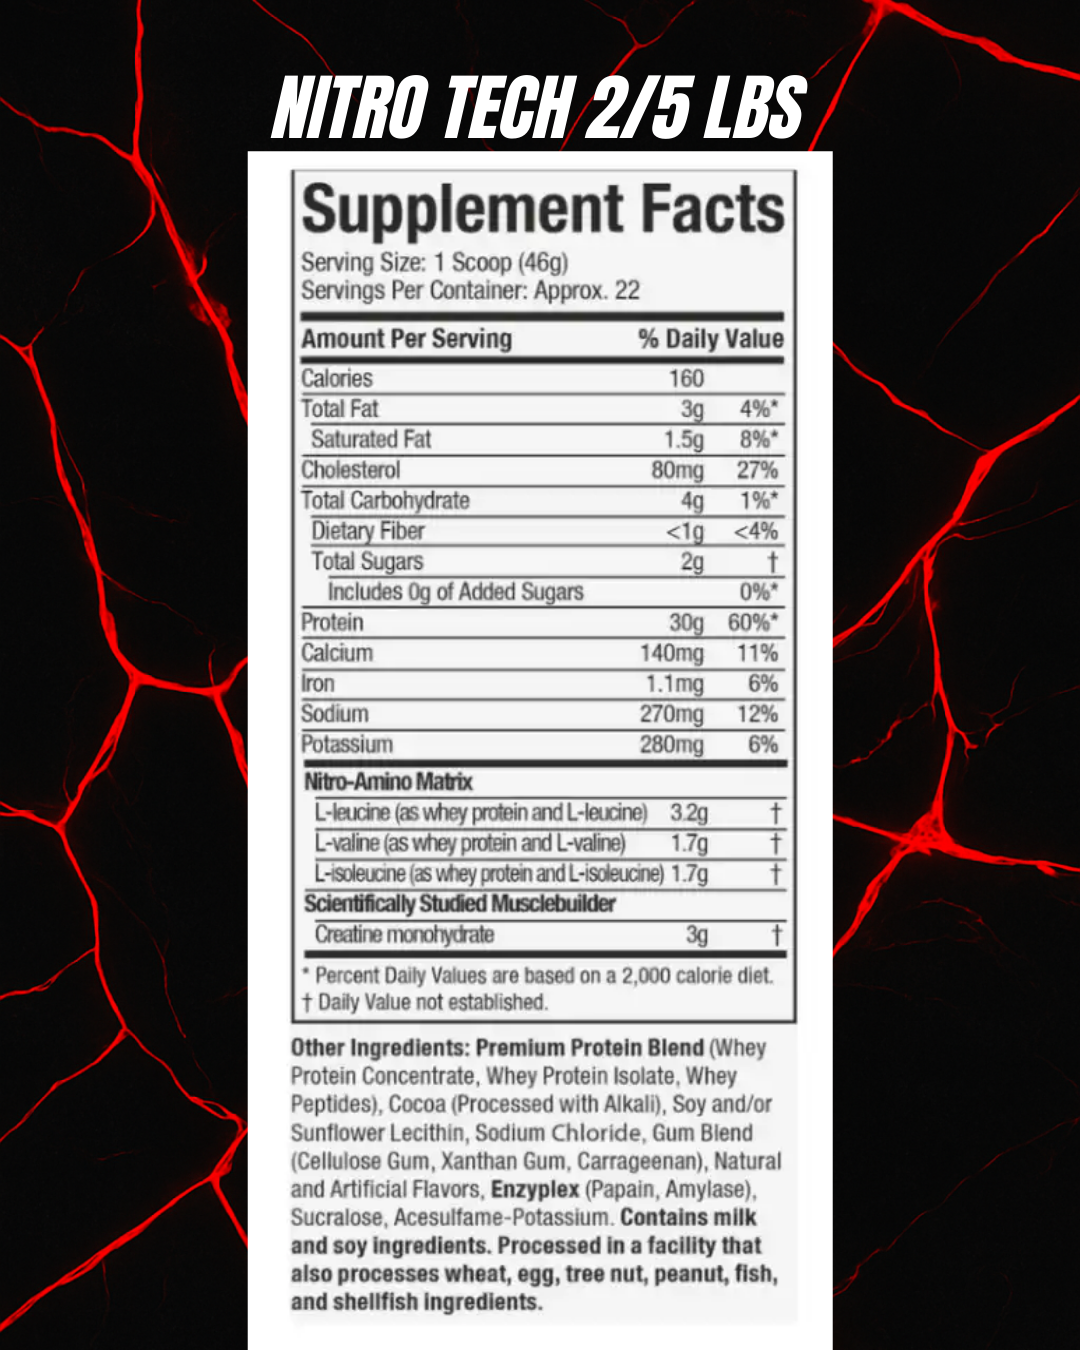 NITRO TECH 2/5 LBS
Supplement Facts
Serving Size: 1 Scoop (46g)
Servings Per Container: Approx. 22
Amount Per Serving % Daily Value
Calories 160
Total Fat 3g 4%*
Saturated Fat 1.5g 8%*
Cholesterol 80mg 27%
Total Carbohydrate 4g 1%*
Dietary Fiber <1g <4%
Total Sugars 2g †
Includes 0g of Added Sugars 0%*
Protein 30g 60%*
Calcium 140mg 11%
Iron 1.1mg 6%
Sodium 270mg 12%
Potassium 280mg 6%
Nitro-Amino Matrix
L-leucine (as whey protein and L-leucine) 3.2g †
L-valine (as whey protein and L-valine) 1.7g †
L-isoleucine (as whey protein and L-isoleucine) 1.7g †
Scientifically Studied Musclebuilder
Creatine monohydrate 3g †
* Percent Daily Values are based on a 2,000 calorie diet.
† Daily Value not established.
Other Ingredients: Premium Protein Blend (Whey
Protein Concentrate, Whey Protein Isolate, Whey
Peptides), Cocoa (Processed with Alkali), Soy and/or
Sunflower Lecithin, Sodium Chloride, Gum Blend
(Cellulose Gum, Xanthan Gum, Carrageenan), Natural
and Artificial Flavors, Enzyplex (Papain, Amylase),
Sucralose, Acesulfame-Potassium. Contains milk
and soy ingredients. Processed in a facility that
also processes wheat, egg, tree nut, peanut, fish,
and shellfish ingredients.